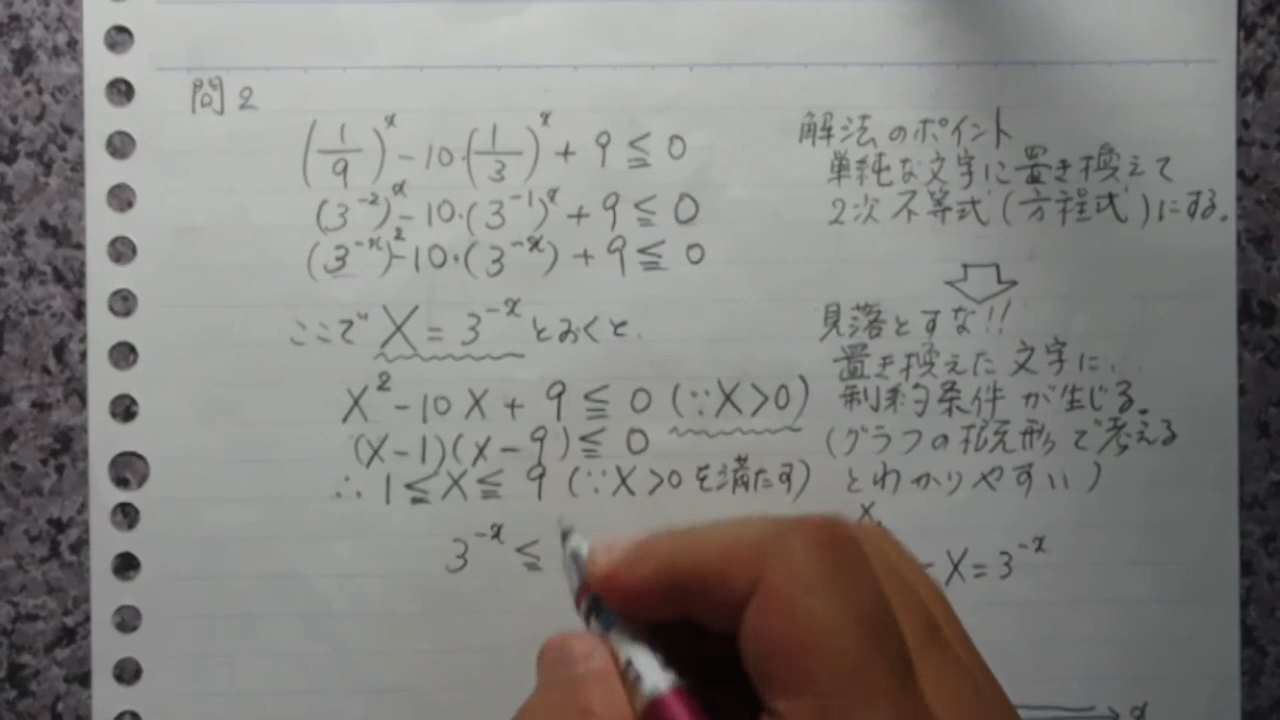 問2
(1/9)^x - 10·(1/3)^x + 9 ≦ 0
(3^-2)^x - 10·(3^-1)^x + 9 ≦ 0
(3^-x)^2 - 10·(3^-x) + 9 ≦ 0
ここで X = 3^-x とおくと、
X^2 - 10X + 9 ≦ 0 (∵X>0)
(X-1)(X-9) ≦ 0
∴ 1 ≦ X ≦ 9 (∵X>0を満たす)
3^-x ≦
解法のポイント
単純な文字に置き換えて
2次不等式(方程式)にする。
見落とすな!!
置き換えた文字に、
制約条件が生じる。
(グラフの概形で考える
とわかりやすい)
X
X = 3^-x
x